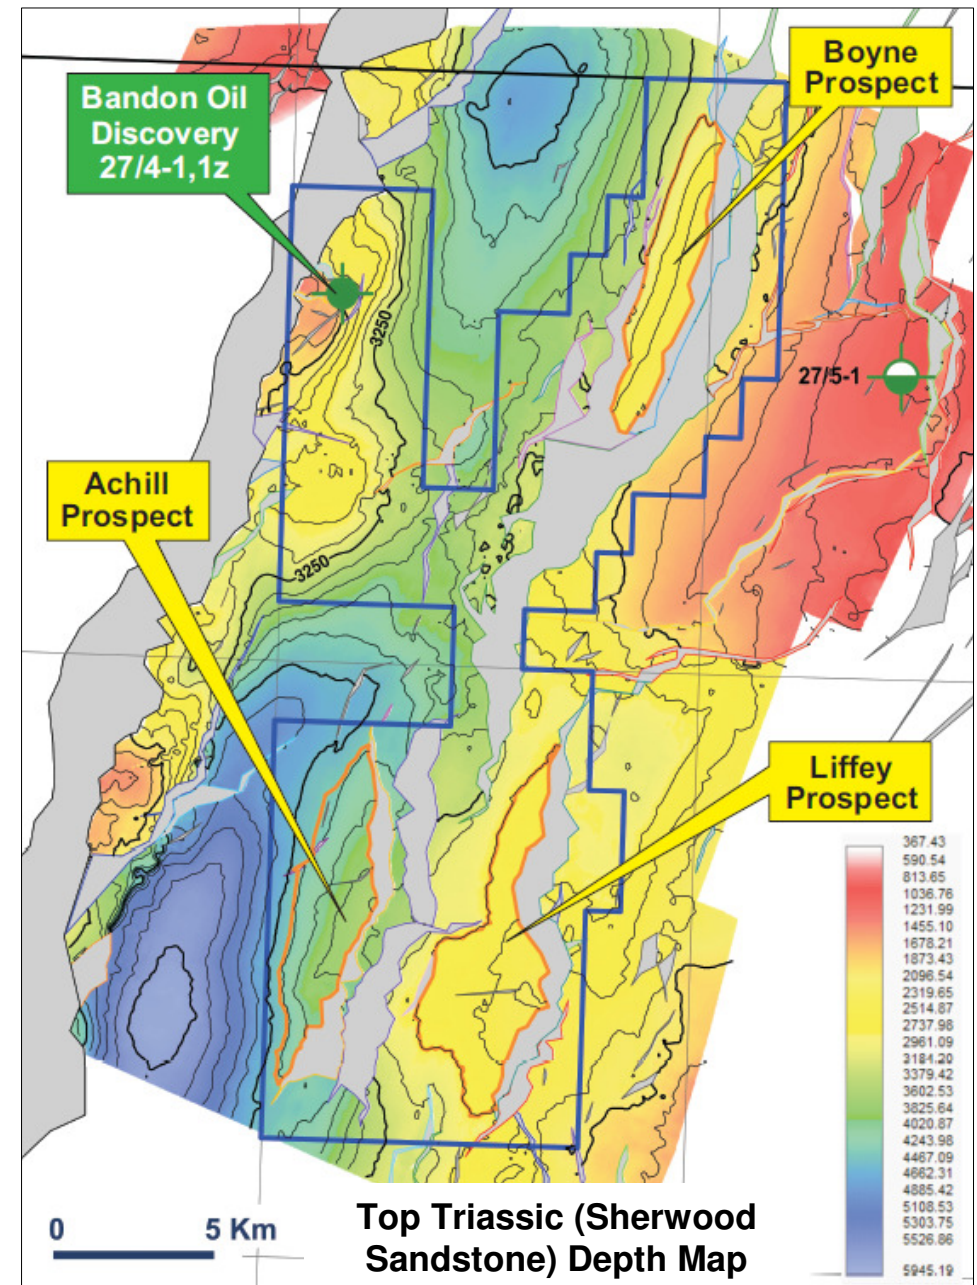 Boyne
Prospect
Bandon Oil
Discovery
27/4-1,1z
3250
27/5-1
Achill
Prospect
3250
Liffey
Prospect
367.43
590.54
813.65
1036.76
1231.99
1455.10
1678.21
1873.43
2096.54
2319.65
2514.87
2737.98
2961.09
3184.20
3379.42
3602.53
3825.64
4020.87
4243.98
4467.09
4662.31
4885.42
5108.53
5303.75
5526.86
5945.19
0 5 Km
Top Triassic (Sherwood
Sandstone) Depth Map